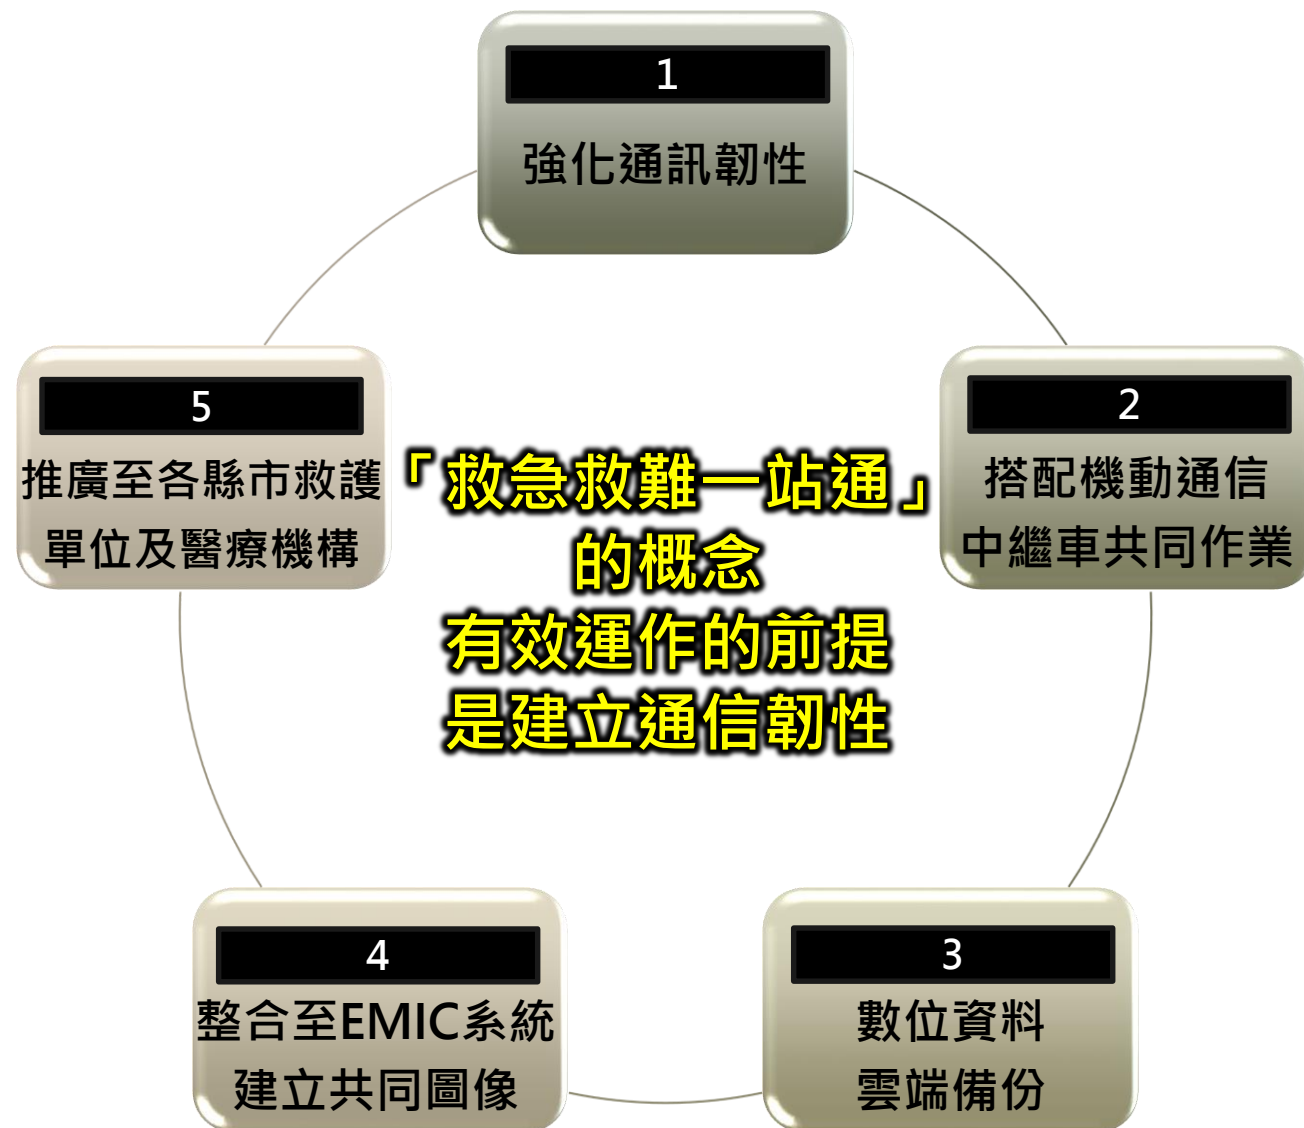 1
強化通訊韌性
2
搭配機動通信
中繼車共同作業
3
數位資料
雲端備份
4
整合至EMIC系統
建立共同圖像
5
推廣至各縣市救護
單位及醫療機構
「救急救難一站通」
的概念
有效運作的前提
是建立通信韌性